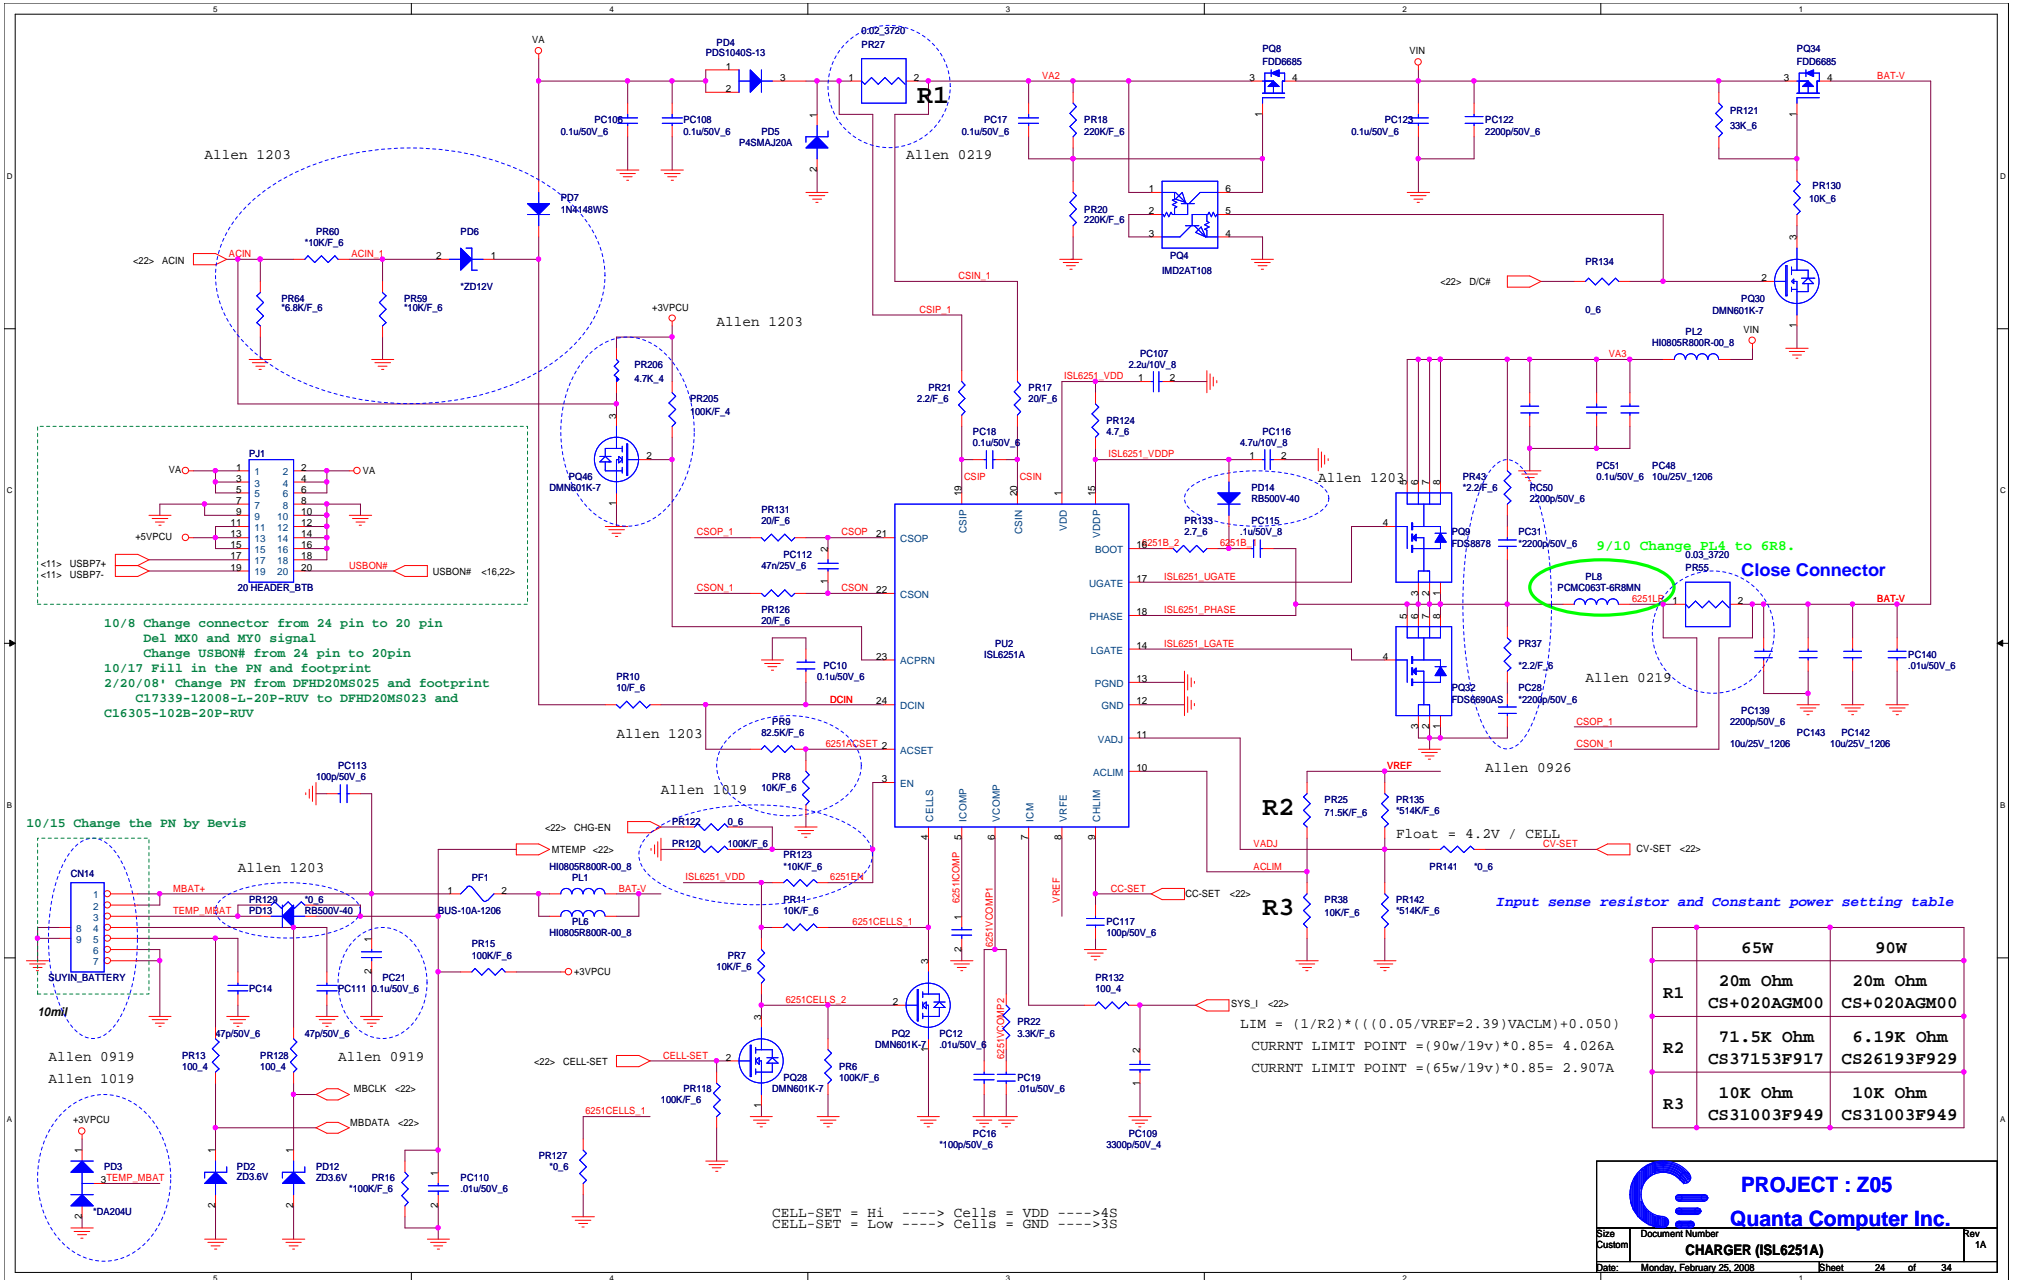 5
4
3
2
1
VA
PD4
PDS1040S-13
0.02_3720
PR27
R1
VA2
PQ8
FDD6685
VIN
PQ34
FDD6685
BAT-V
PC106
0.1u/50V_6
PC108
0.1u/50V_6
PD5
P4SMAJ20A
Allen 0219
PC17
0.1u/50V_6
PR18
220K/F_6
PC123
0.1u/50V_6
PC122
2200p/50V_6
PR121
33K_6
Allen 1203
PD7
1N4148WS
PR20
220K/F_6
PQ4
IMD2AT108
PR130
10K_6
<22> ACIN
ACIN
PR60
*10K/F_6
ACIN_1
PD6
*ZD12V
PR64
*6.8K/F_6
PR59
*10K/F_6
CSIN_1
CSIP_1
<22> D/C#
PR134
0_6
PQ30
DMN601K-7
+3VPCU
Allen 1203
PR206
4.7K_4
PR205
100K/F_4
PQ46
DMN601K-7
PR21
2.2/F_6
PR17
20/F_6
PC18
0.1u/50V_6
CSIP
CSIN
PC107
2.2u/10V_8
ISL6251_VDD
PR124
4.7_6
ISL6251_VDDP
PC116
4.7u/10V_8
PL2
HI0805R800R-00_8
VIN
VA3
PC51
0.1u/50V_6
PC48
10u/25V_1206
PJ1
VA
VA
+5VPCU
<11> USBP7+
<11> USBP7-
USBON#
USBON# <16,22>
20 HEADER_BTB
10/8 Change connector from 24 pin to 20 pin
Del MX0 and MY0 signal
Change USBON# from 24 pin to 20pin
10/17 Fill in the PN and footprint
2/20/08' Change PN from DFHD20MS025 and footprint
C17339-12008-L-20P-RUV to DFHD20MS023 and
C16305-102B-20P-RUV
PR131
20/F_6
CSOP_1
CSOP
PC112
47n/25V_6
CSON_1
CSON
PR126
20/F_6
PC10
0.1u/50V_6
PR10
10/F_6
DCIN
Allen 1203
PR9
82.5K/F_6
6251ACSET
PR8
10K/F_6
PU2
ISL6251A
CSIP
CSIN
VDD
VDDP
CSOP
CSON
ACPRN
DCIN
ACSET
EN
CELLS
ICOMP
VCOMP
ICM
VRFE
CHLIM
BOOT
UGATE
PHASE
LGATE
PGND
GND
VADJ
ACLIM
Allen 1203
PD14
RB500V-40
PR133
2.7_6
PC115
.1u/50V_8
6251B_2
6251B_1
ISL6251_UGATE
ISL6251_PHASE
ISL6251_LGATE
PQ9
FDS8878
PQ32
FDS6690AS
PR43
*2.2/F_6
RC50
2200p/50V_6
PC31
*2200p/50V_6
PR37
*2.2/F_6
PC28
*2200p/50V_6
Allen 0926
9/10 Change PL4 to 6R8.
PL8
PCMC063T-6R8MN
6251LR
0.03_3720
PR55
Close Connector
BAT-V
Allen 0219
CSOP_1
CSON_1
PC139
2200p/50V_6
10u/25V_1206
PC143
PC142
10u/25V_1206
PC140
.01u/50V_6
VREF
R2
PR25
71.5K/F_6
PR135
*514K/F_6
Float = 4.2V / CELL
VADJ
CV-SET
CV-SET <22>
PR141
*0_6
ACLIM
R3
PR38
10K/F_6
PR142
*514K/F_6
PC113
100p/50V_6
10/15 Change the PN by Bevis
CN14
SUYIN_BATTERY
10mil
Allen 0919
Allen 1019
Allen 1203
MBAT+
PR129
*0_6
TEMP_MBAT
PD13
RB500V-40
PC14
47p/50V_6
PC111
47p/50V_6
PC21
0.1u/50V_6
Allen 0919
PR13
100_4
PR128
100_4
MBCLK <22>
MBDATA <22>
+3VPCU
PD3
TEMP_MBAT
*DA204U
PD2
ZD3.6V
PD12
ZD3.6V
PR16
*100K/F_6
PC110
.01u/50V_6
Allen 1019
<22> CHG-EN
PR122
0_6
MTEMP <22>
PR120
100K/F_6
HI0805R800R-00_8
PL1
PF1
BUS-10A-1206
BAT-V
PL6
HI0805R800R-00_8
PR15
100K/F_6
+3VPCU
ISL6251_VDD
PR123
*10K/F_6
6251EN
PR11
10K/F_6
6251CELLS_1
PR7
10K/F_6
6251CELLS_2
PQ2
DMN601K-7
<22> CELL-SET
CELL-SET
PQ28
DMN601K-7
PR6
100K/F_6
PR118
100K/F_6
6251CELLS_1
PR127
*0_6
6251ICOMP
6251VCOMP1
6251VCOMP2
VREF
PC12
.01u/50V_6
PR22
3.3K/F_6
PC19
.01u/50V_6
PC16
*100p/50V_6
CC-SET
CC-SET <22>
PC117
100p/50V_6
PR132
100_4
SYS_I <22>
PC109
3300p/50V_4
LIM = (1/R2)*(((0.05/VREF=2.39)VACLM)+0.050)
CURRNT LIMIT POINT =(90w/19v)*0.85= 4.026A
CURRNT LIMIT POINT =(65w/19v)*0.85= 2.907A
CELL-SET = Hi ----> Cells = VDD ---->4S
CELL-SET = Low ----> Cells = GND ---->3S
Input sense resistor and Constant power setting table
65W 90W
R1 20m Ohm CS+020AGM00 20m Ohm CS+020AGM00
R2 71.5K Ohm CS37153F917 6.19K Ohm CS26193F929
R3 10K Ohm CS31003F949 10K Ohm CS31003F949
PROJECT : Z05
Quanta Computer Inc.
Size
Custom
Document Number
CHARGER (ISL6251A)
Rev
1A
Date: Monday, February 25, 2008 Sheet 24 of 34